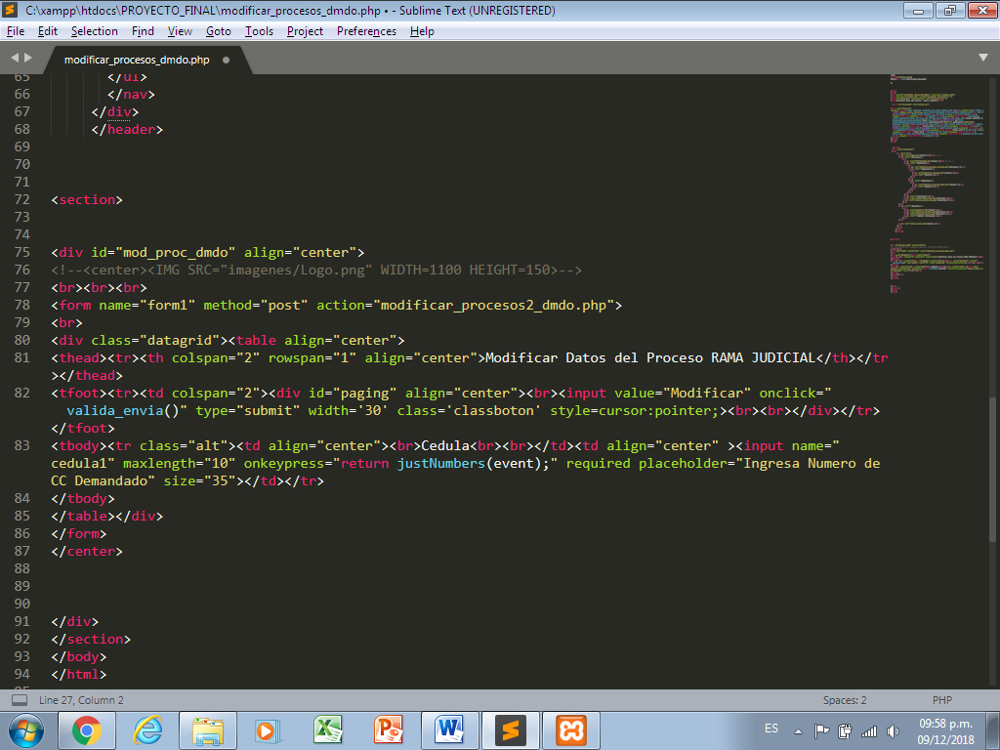 C:\xampp\htdocs\PROYECTO_FINAL\modificar_procesos_dmdo.php • - Sublime Text (UNREGISTERED)
File Edit Selection Find View Goto Tools Project Preferences Help
modificar_procesos_dmdo.php
65 </ul>
66 </nav>
67 </div>
68 </header>
69
70
71
72 <section>
73
74
75 <div id="mod_proc_dmdo" align="center">
76 <!--<center><IMG SRC="imagenes/Logo.png" WIDTH=1100 HEIGHT=150>-->
77 <br><br><br>
78 <form name="form1" method="post" action="modificar_procesos2_dmdo.php">
79 <br>
80 <div class="datagrid"><table align="center">
81 <thead><tr><th colspan="2" rowspan="1" align="center">Modificar Datos del Proceso RAMA JUDICIAL</th></tr
></thead>
82 <tfoot><tr><td colspan="2"><div id="paging" align="center"><br><input value="Modificar" onclick="
valida_envia()" type="submit" width='30' class='classboton' style=cursor:pointer;><br><br></div></tr>
</tfoot>
83 <tbody><tr class="alt"><td align="center"><br>Cedula<br><br></td><td align="center" ><input name="
cedula1" maxlength="10" onkeypress="return justNumbers(event);" required placeholder="Ingresa Numero de
CC Demandado" size="35"></td></tr>
84 </tbody>
85 </table></div>
86 </form>
87 </center>
88
89
90
91 </div>
92 </section>
93 </body>
94 </html>
Line 27, Column 2 Spaces: 2 PHP
ES 09:58 p.m.
09/12/2018